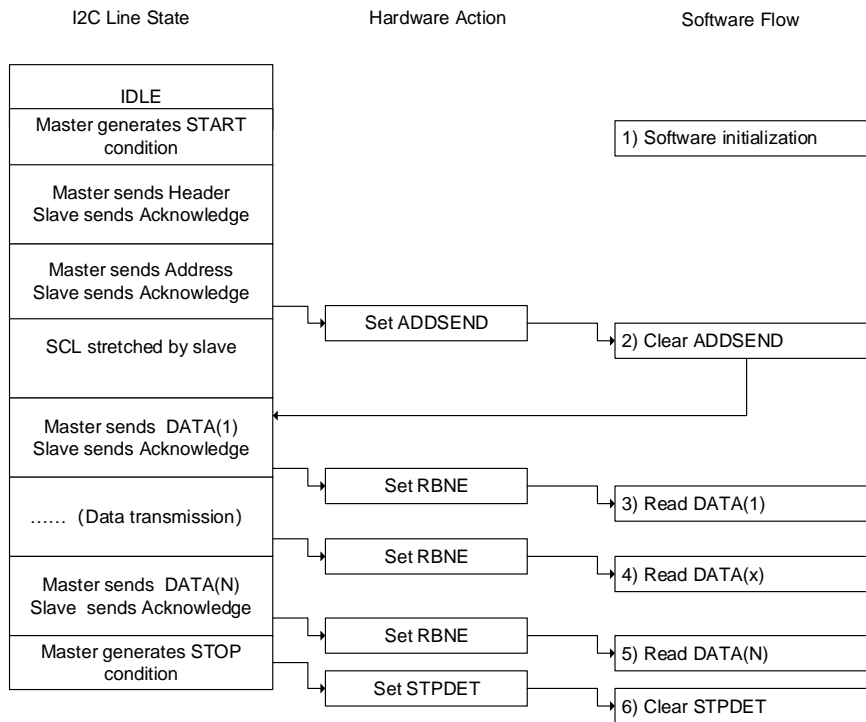 I2C Line State
Hardware Action
Software Flow
IDLE
Master generates START
condition
1) Software initialization
Master sends Header
Slave sends Acknowledge
Master sends Address
Slave sends Acknowledge
Set ADDSEND
2) Clear ADDSEND
SCL stretched by slave
Master sends DATA(1)
Slave sends Acknowledge
Set RBNE
3) Read DATA(1)
…… (Data transmission)
Set RBNE
4) Read DATA(x)
Master sends DATA(N)
Slave sends Acknowledge
Set RBNE
5) Read DATA(N)
Master generates STOP
condition
Set STPDET
6) Clear STPDET